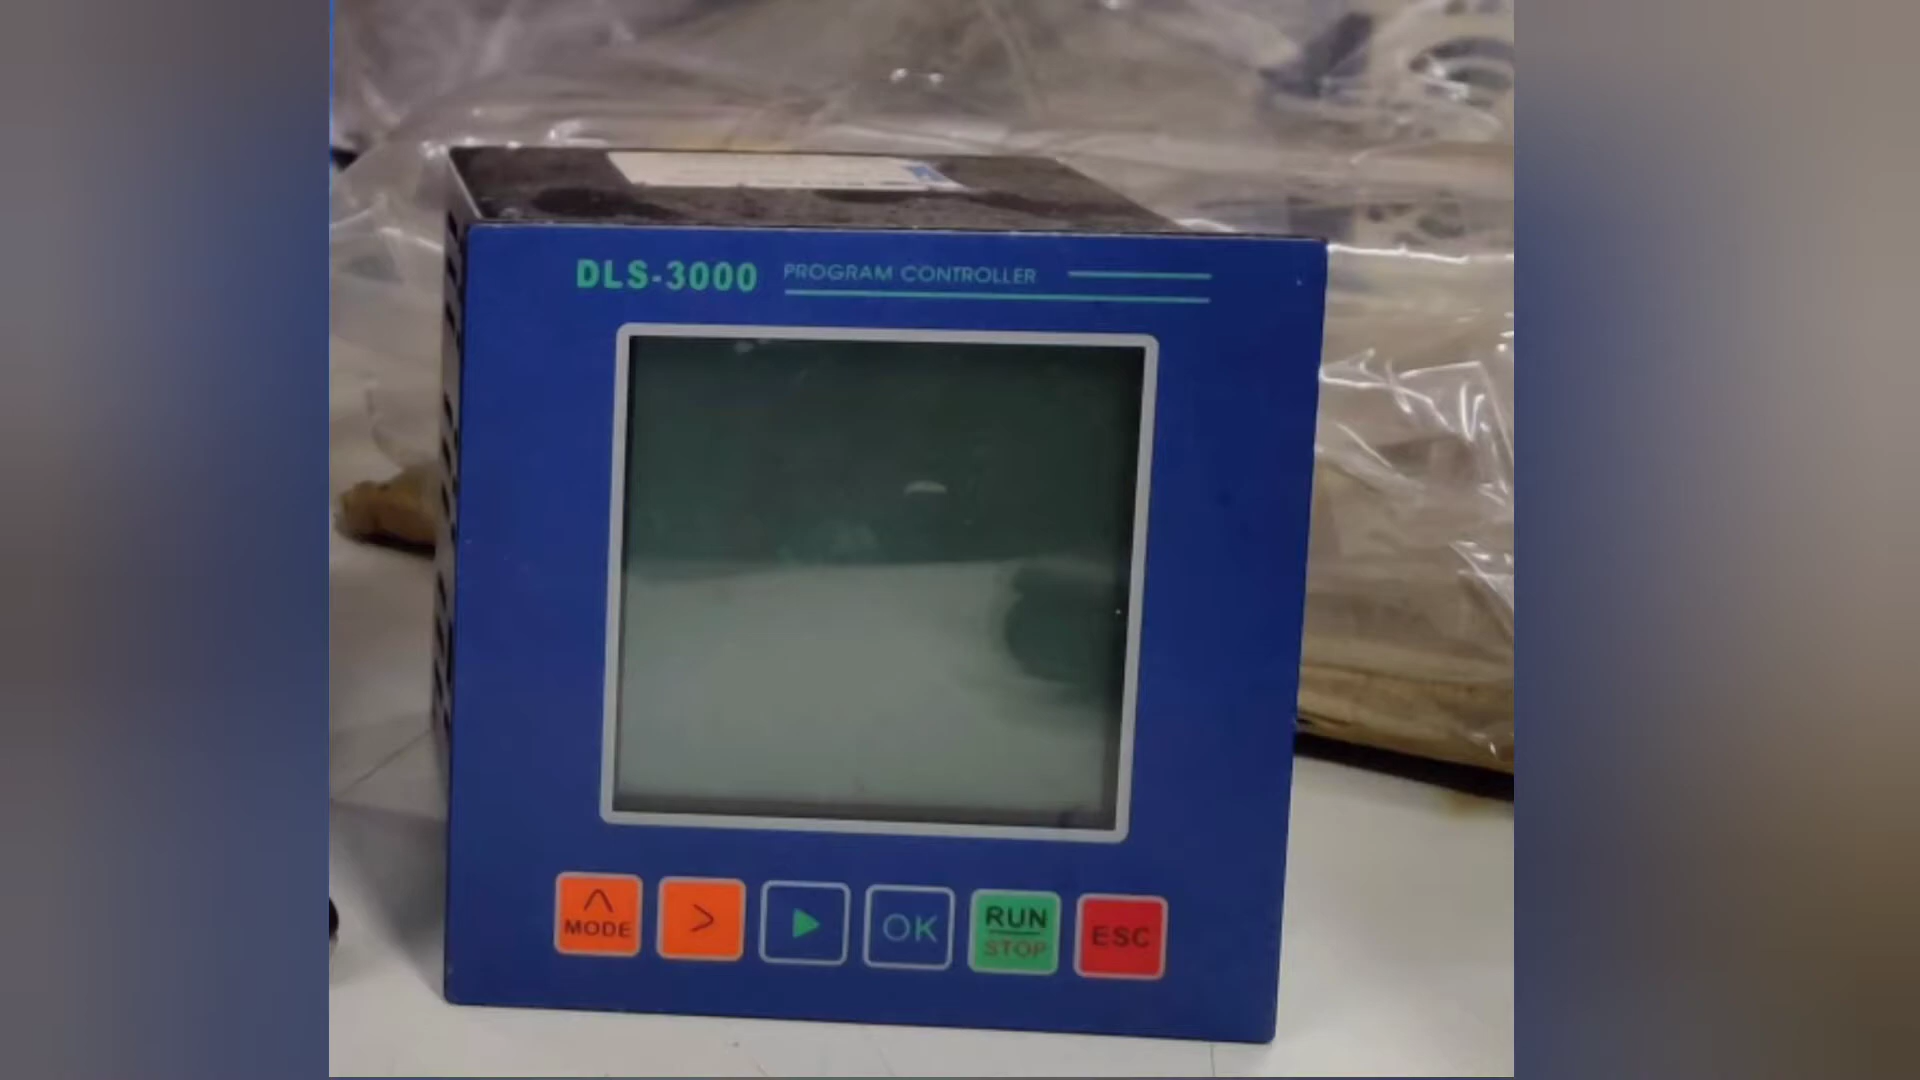 DLS-3000 PROGRAM CONTROLLER
MODE
OK
RUN
STOP
ESC